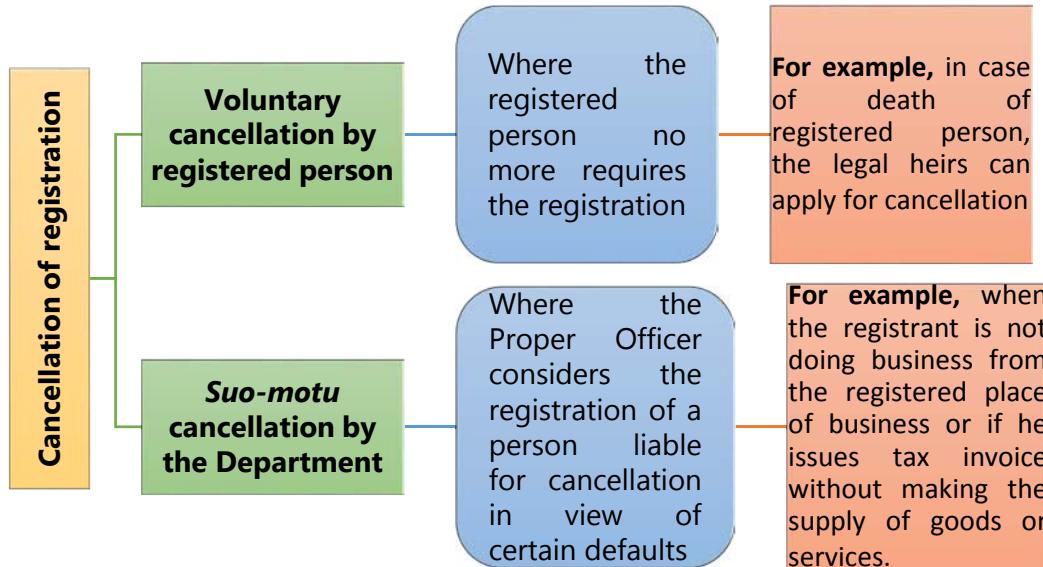 Cancellation of registration
Voluntary
cancellation by
registered person
Where the
registered
person no
more requires
the registration
For example, in case
of death of
registered person,
the legal heirs can
apply for cancellation
Suo-motu
cancellation by
the Department
Where the
Proper Officer
considers the
registration of a
person liable
for cancellation
in view of
certain defaults
For example, when
the registrant is not
doing business from
the registered place
of business or if he
issues tax invoice
without making the
supply of goods or
services.